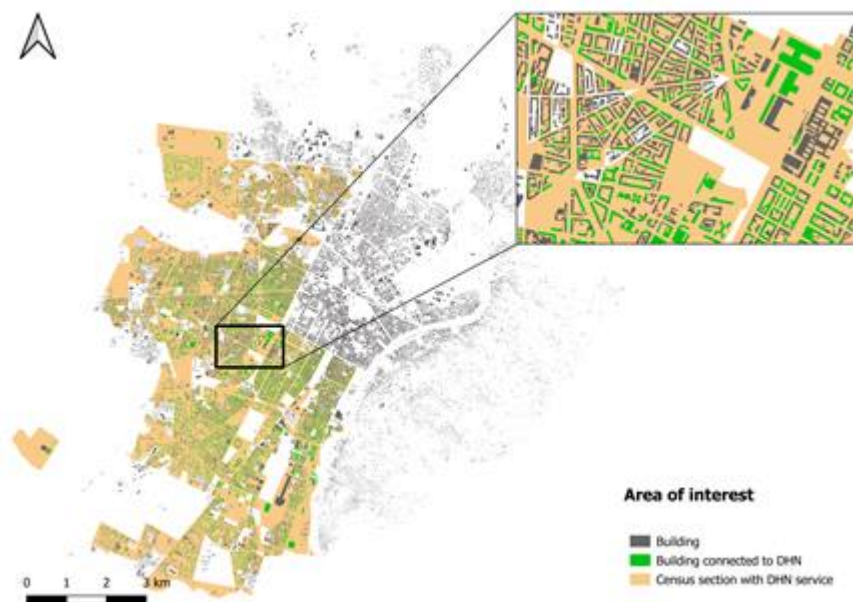 Area of interest
Building
Building connected to DHN
Census section with DHN service
0 1 2 3 km